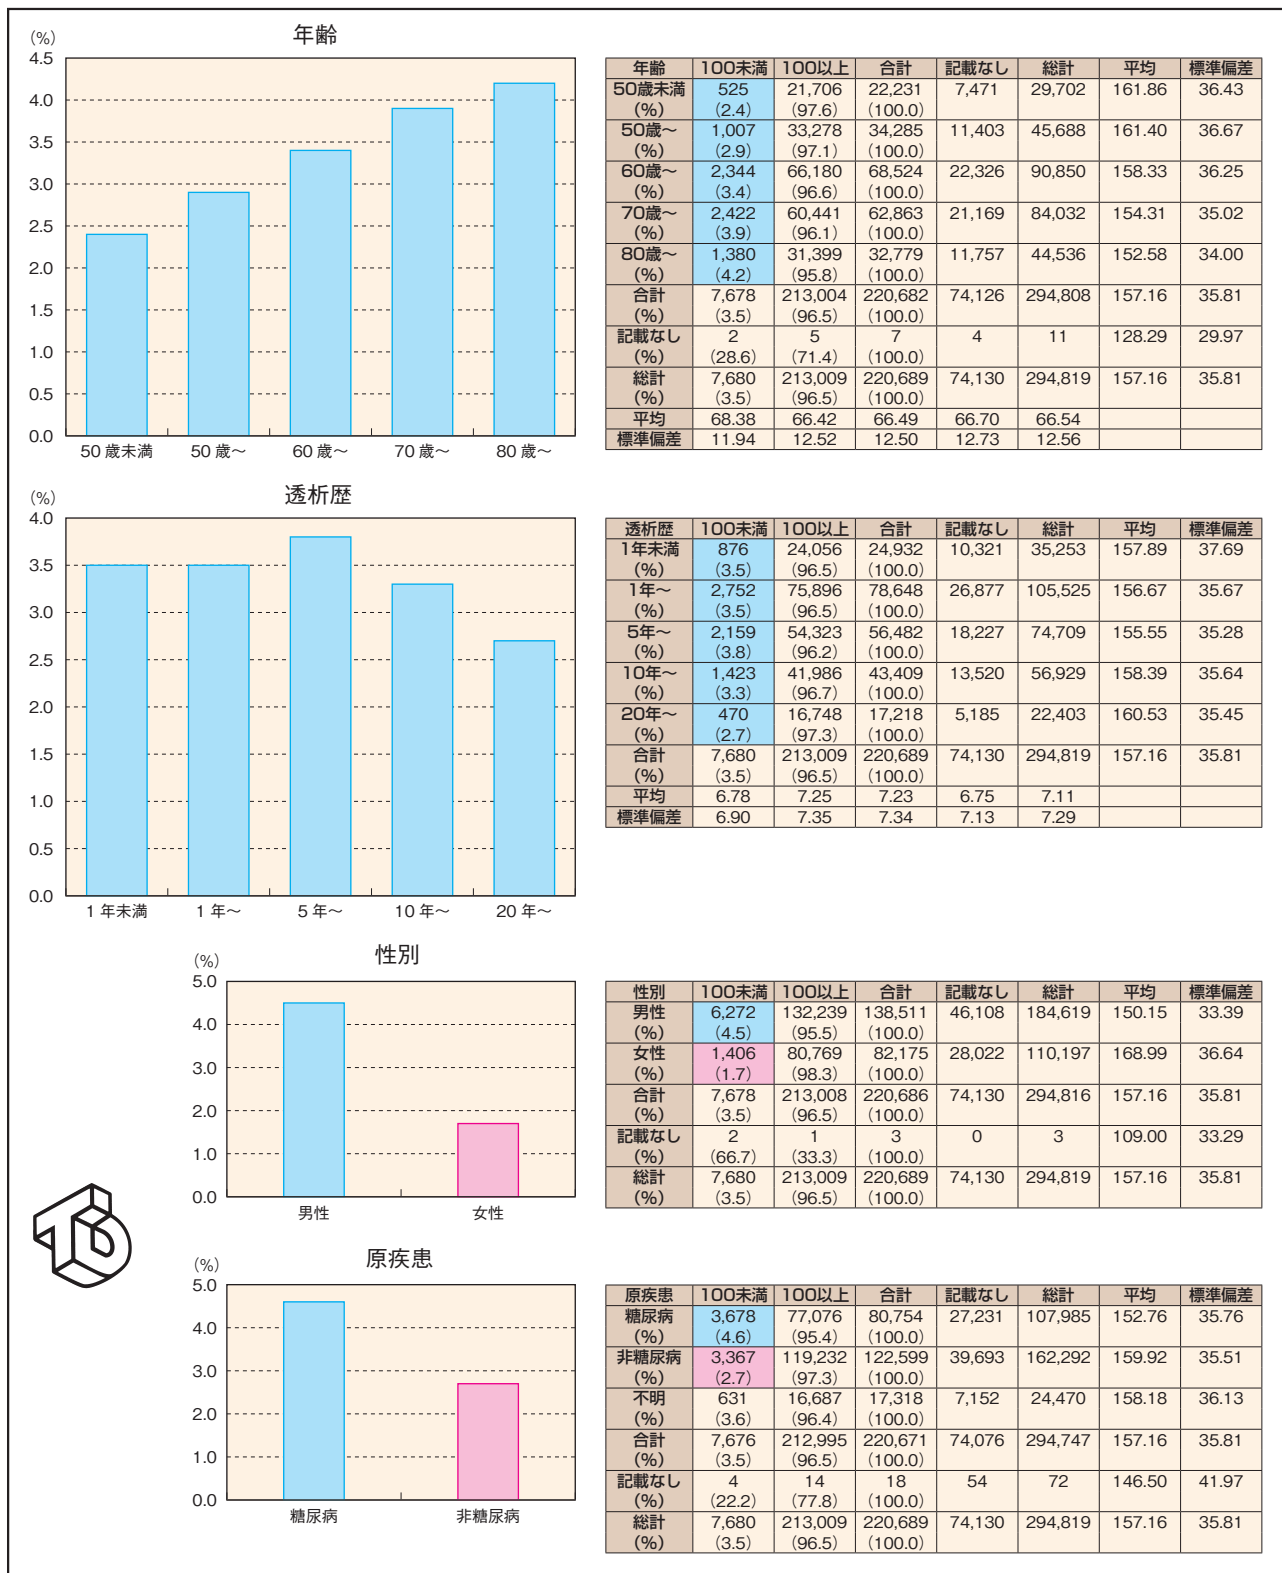 年齢
(%)
4.5
4.0
3.5
3.0
2.5
2.0
1.5
1.0
0.5
0.0
50歳未満 50歳〜 60歳〜 70歳〜 80歳〜
年齢 100未満 100以上 合計 記載なし 総計 平均 標準偏差
50歳未満 525 21,706 22,231 7,471 29,702 161.86 36.43
(%) (2.4) (97.6) (100.0)
50歳〜 1,007 33,278 34,285 11,403 45,688 161.40 36.67
(%) (2.9) (97.1) (100.0)
60歳〜 2,344 66,180 68,524 22,326 90,850 158.33 36.25
(%) (3.4) (96.6) (100.0)
70歳〜 2,422 60,441 62,863 21,169 84,032 154.31 35.02
(%) (3.9) (96.1) (100.0)
80歳〜 1,380 31,399 32,779 11,757 44,536 152.58 34.00
(%) (4.2) (95.8) (100.0)
合計 7,678 213,004 220,682 74,126 294,808 157.16 35.81
(%) (3.5) (96.5) (100.0)
記載なし 2 5 7 4 11 128.29 29.97
(%) (28.6) (71.4) (100.0)
総計 7,680 213,009 220,689 74,130 294,819 157.16 35.81
(%) (3.5) (96.5) (100.0)
平均 68.38 66.42 66.49 66.70 66.54
標準偏差 11.94 12.52 12.50 12.73 12.56
透析歴
(%)
4.0
3.5
3.0
2.5
2.0
1.5
1.0
0.5
0.0
1年未満 1年〜 5年〜 10年〜 20年〜
透析歴 100未満 100以上 合計 記載なし 総計 平均 標準偏差
1年未満 876 24,056 24,932 10,321 35,253 157.89 37.69
(%) (3.5) (96.5) (100.0)
1年〜 2,752 75,896 78,648 26,877 105,525 156.67 35.67
(%) (3.5) (96.5) (100.0)
5年〜 2,159 54,323 56,482 18,227 74,709 155.55 35.28
(%) (3.8) (96.2) (100.0)
10年〜 1,423 41,986 43,409 13,520 56,929 158.39 35.64
(%) (3.3) (96.7) (100.0)
20年〜 470 16,748 17,218 5,185 22,403 160.53 35.45
(%) (2.7) (97.3) (100.0)
合計 7,680 213,009 220,689 74,130 294,819 157.16 35.81
(%) (3.5) (96.5) (100.0)
平均 6.78 7.25 7.23 6.75 7.11
標準偏差 6.90 7.35 7.34 7.13 7.29
性別
(%)
5.0
4.0
3.0
2.0
1.0
0.0
男性 女性
性別 100未満 100以上 合計 記載なし 総計 平均 標準偏差
男性 6,272 132,239 138,511 46,108 184,619 150.15 33.39
(%) (4.5) (95.5) (100.0)
女性 1,406 80,769 82,175 28,022 110,197 168.99 36.64
(%) (1.7) (98.3) (100.0)
合計 7,678 213,008 220,686 74,130 294,816 157.16 35.81
(%) (3.5) (96.5) (100.0)
記載なし 2 1 3 0 3 109.00 33.29
(%) (66.7) (33.3) (100.0)
総計 7,680 213,009 220,689 74,130 294,819 157.16 35.81
(%) (3.5) (96.5) (100.0)
原疾患
(%)
5.0
4.0
3.0
2.0
1.0
0.0
糖尿病 非糖尿病
原疾患 100未満 100以上 合計 記載なし 総計 平均 標準偏差
糖尿病 3,678 77,076 80,754 27,231 107,985 152.76 35.76
(%) (4.6) (95.4) (100.0)
非糖尿病 3,367 119,232 122,599 39,693 162,292 159.92 35.51
(%) (2.7) (97.3) (100.0)
不明 631 16,687 17,318 7,152 24,470 158.18 36.13
(%) (3.6) (96.4) (100.0)
合計 7,676 212,995 220,671 74,076 294,747 157.16 35.81
(%) (3.5) (96.5) (100.0)
記載なし 4 14 18 54 72 146.50 41.97
(%) (22.2) (77.8) (100.0)
総計 7,680 213,009 220,689 74,130 294,819 157.16 35.81
(%) (3.5) (96.5) (100.0)